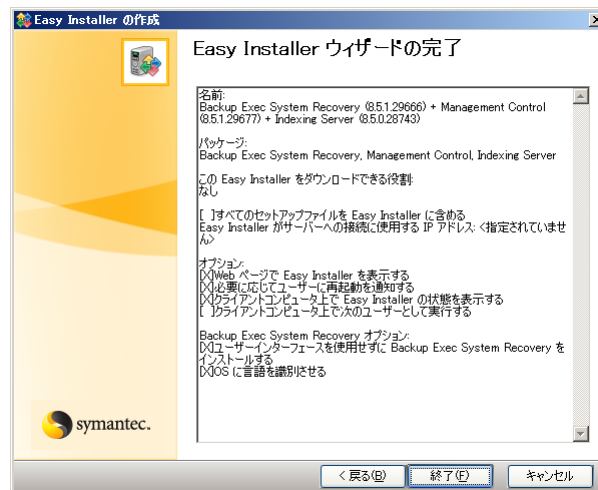 Easy Installer の作成
Easy Installer ウィザードの完了
名前:
Backup Exec System Recovery (8.5.1.29666) + Management Control
(8.5.1.29677) + Indexing Server (8.5.0.28743)
パッケージ:
Backup Exec System Recovery, Management Control, Indexing Server
この Easy Installer をダウンロードできる役割:
なし
[ ]すべてのセットアップファイルを Easy Installer に含める
Easy Installer がサーバーへの接続に使用する IP アドレス: <指定されていませ
ん>
オプション:
[X]Web ページで Easy Installer を表示する
[X]必要に応じてユーザーに再起動を通知する
[X]クライアントコンピュータ上で Easy Installer の状態を表示する
[ ]クライアントコンピュータ上で次のユーザーとして実行する
Backup Exec System Recovery オプション:
[X]ユーザーインターフェースを使用せずに Backup Exec System Recovery を
インストールする
[X]OS に言語を識別させる
symantec.
< 戻る(B)
終了(F)
キャンセル